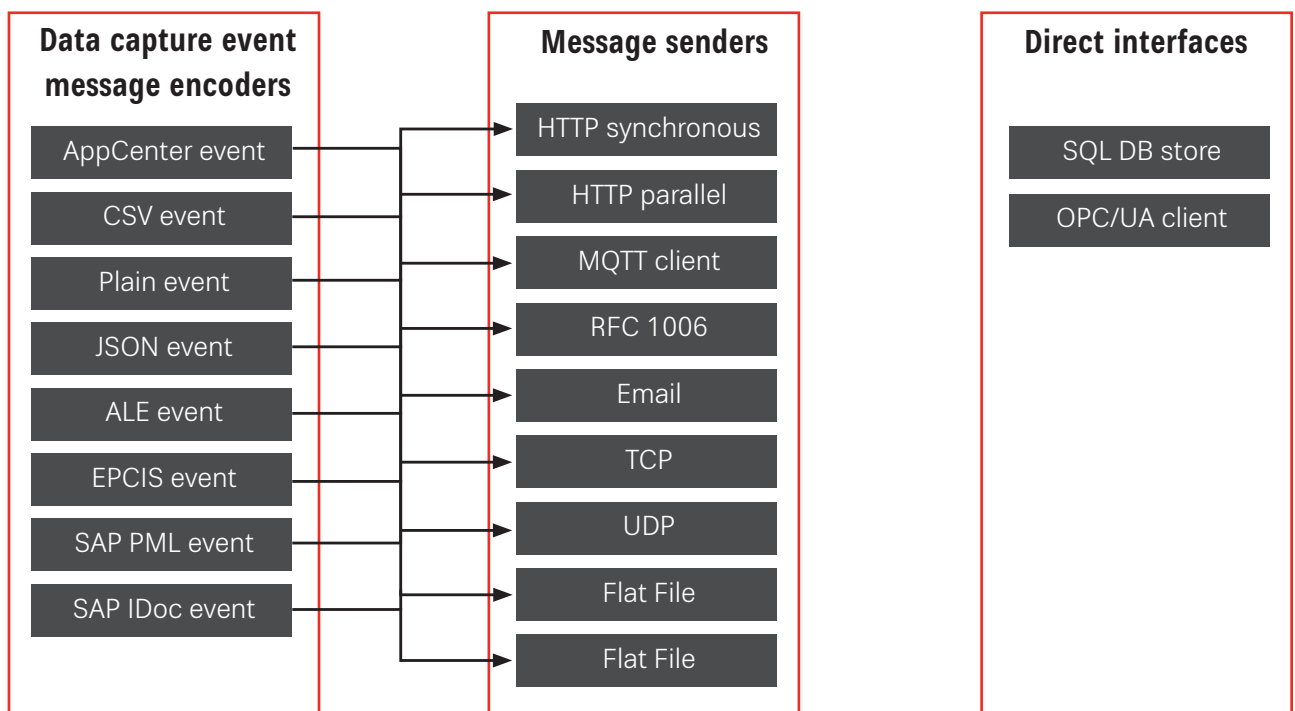 Data capture event
message encoders
AppCenter event
CSV event
Plain event
JSON event
ALE event
EPCIS event
SAP PML event
SAP IDoc event
Message senders
HTTP synchronous
HTTP parallel
MQTT client
RFC 1006
Email
TCP
UDP
Flat File
Flat File
Direct interfaces
SQL DB store
OPC/UA client